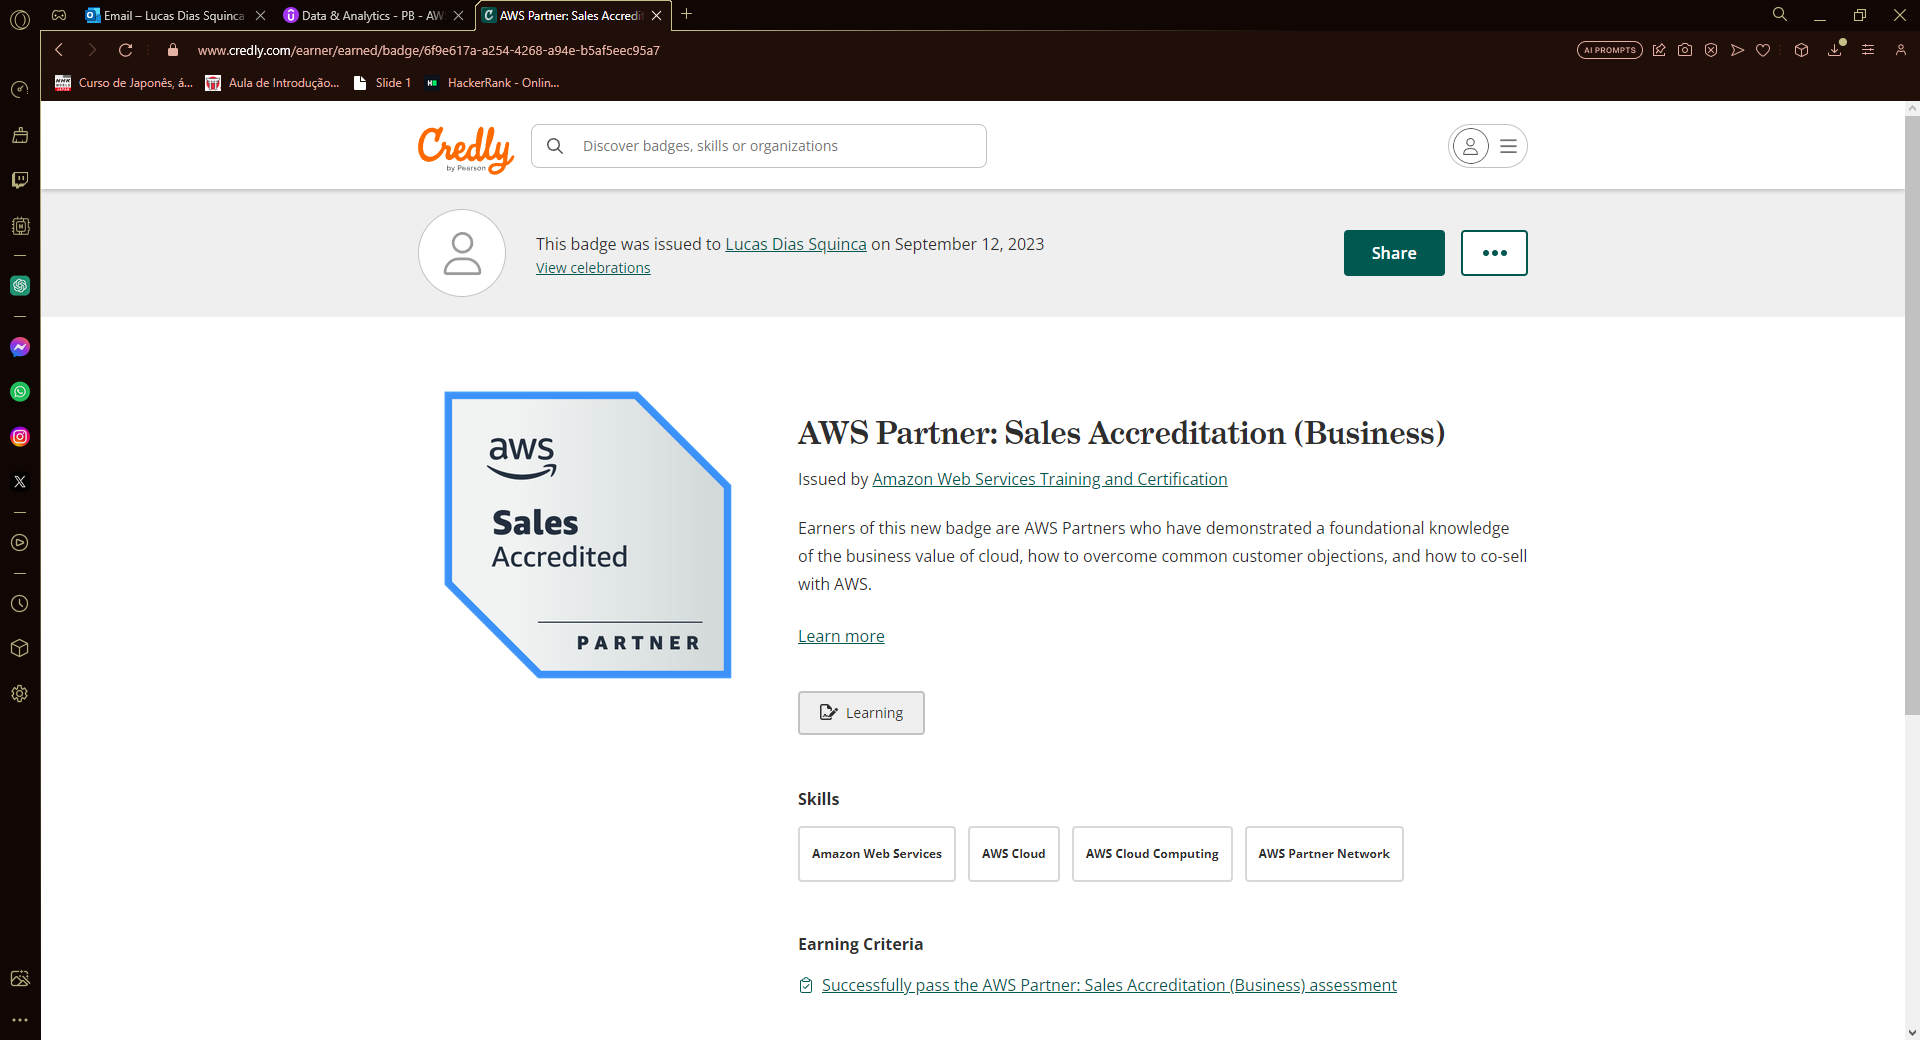 Email – Lucas Dias Squinca
Data & Analytics - PB - AW
AWS Partner: Sales Accredi
www.credly.com/earner/earned/badge/6f9e617a-a254-4268-a94e-b5af5eec95a7
AI PROMPTS
Curso de Japonês, á...
Aula de Introdução...
Slide 1
HackerRank - Onlin...
Credly
by Pearson
Discover badges, skills or organizations
This badge was issued to Lucas Dias Squinca on September 12, 2023
View celebrations
Share
aws
Sales
Accredited
PARTNER
AWS Partner: Sales Accreditation (Business)
Issued by Amazon Web Services Training and Certification
Earners of this new badge are AWS Partners who have demonstrated a foundational knowledge
of the business value of cloud, how to overcome common customer objections, and how to co-sell
with AWS.
Learn more
Learning
Skills
Amazon Web Services
AWS Cloud
AWS Cloud Computing
AWS Partner Network
Earning Criteria
Successfully pass the AWS Partner: Sales Accreditation (Business) assessment